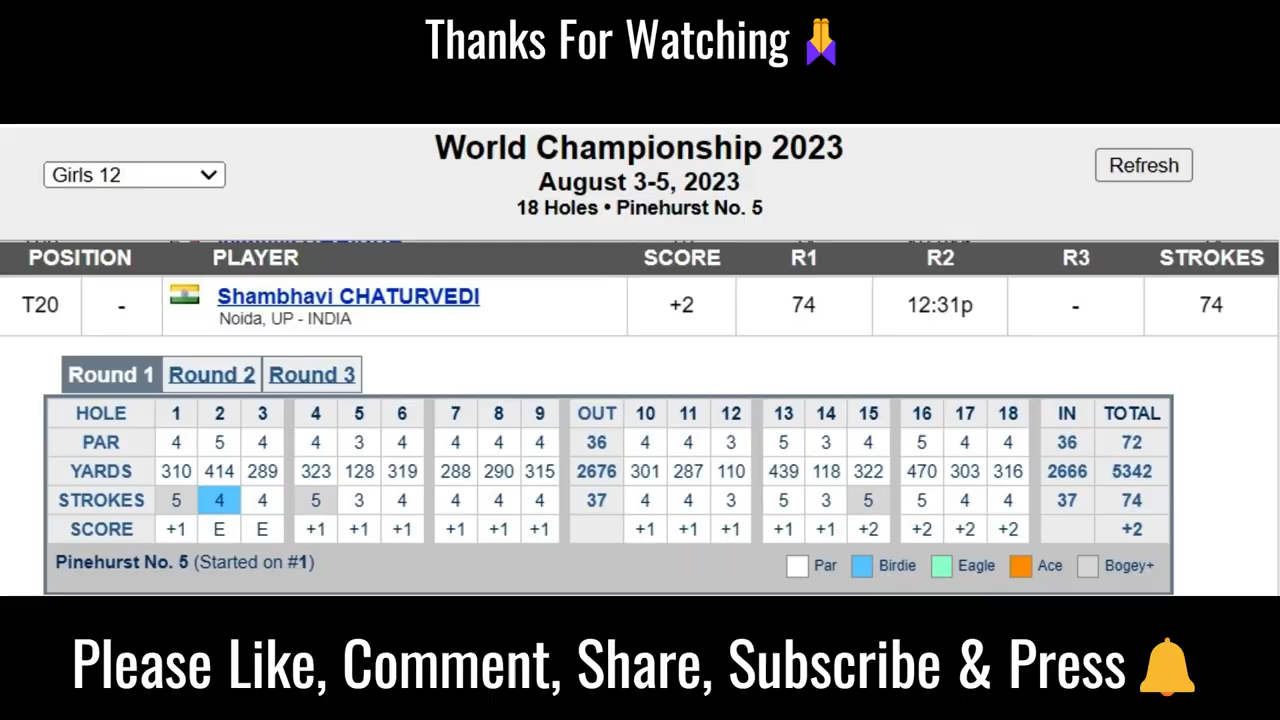 Thanks For Watching
World Championship 2023
Girls 12
Refresh
August 3-5, 2023
18 Holes • Pinehurst No. 5
POSITION PLAYER SCORE R1 R2 R3 STROKES
T20 - Shambhavi CHATURVEDI +2 74 12:31p - 74
Noida, UP - INDIA
Round 1 Round 2 Round 3
HOLE 1 2 3 4 5 6 7 8 9 OUT 10 11 12 13 14 15 16 17 18 IN TOTAL
PAR 4 5 4 4 3 4 4 4 4 36 4 4 3 5 3 4 5 4 4 36 72
YARDS 310 414 289 323 128 319 288 290 315 2676 301 287 110 439 118 322 470 303 316 2666 5342
STROKES 5 4 4 5 3 4 4 4 4 37 4 4 3 5 3 5 5 4 4 37 74
SCORE +1 E E +1 +1 +1 +1 +1 +1 +1 +1 +1 +1 +1 +2 +2 +2 +2 +2
Pinehurst No. 5 (Started on #1) Par Birdie Eagle Ace Bogey+
Please Like, Comment, Share, Subscribe & Press